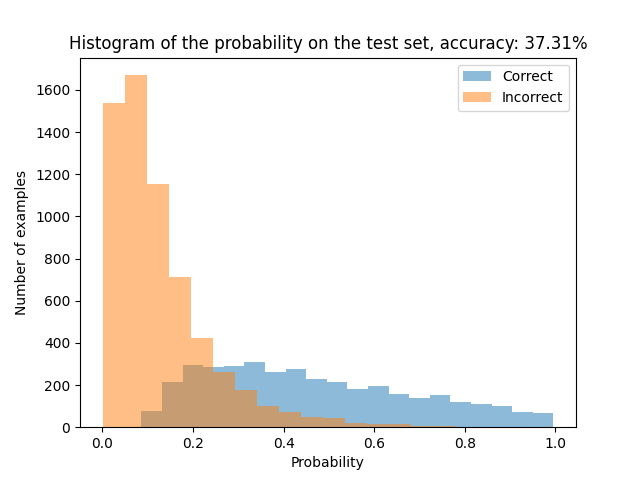 Histogram of the probability on the test set, accuracy: 37.31%
Correct
Incorrect
Number of examples
1600
1400
1200
1000
800
600
400
200
0
0.0 0.2 0.4 0.6 0.8 1.0
Probability